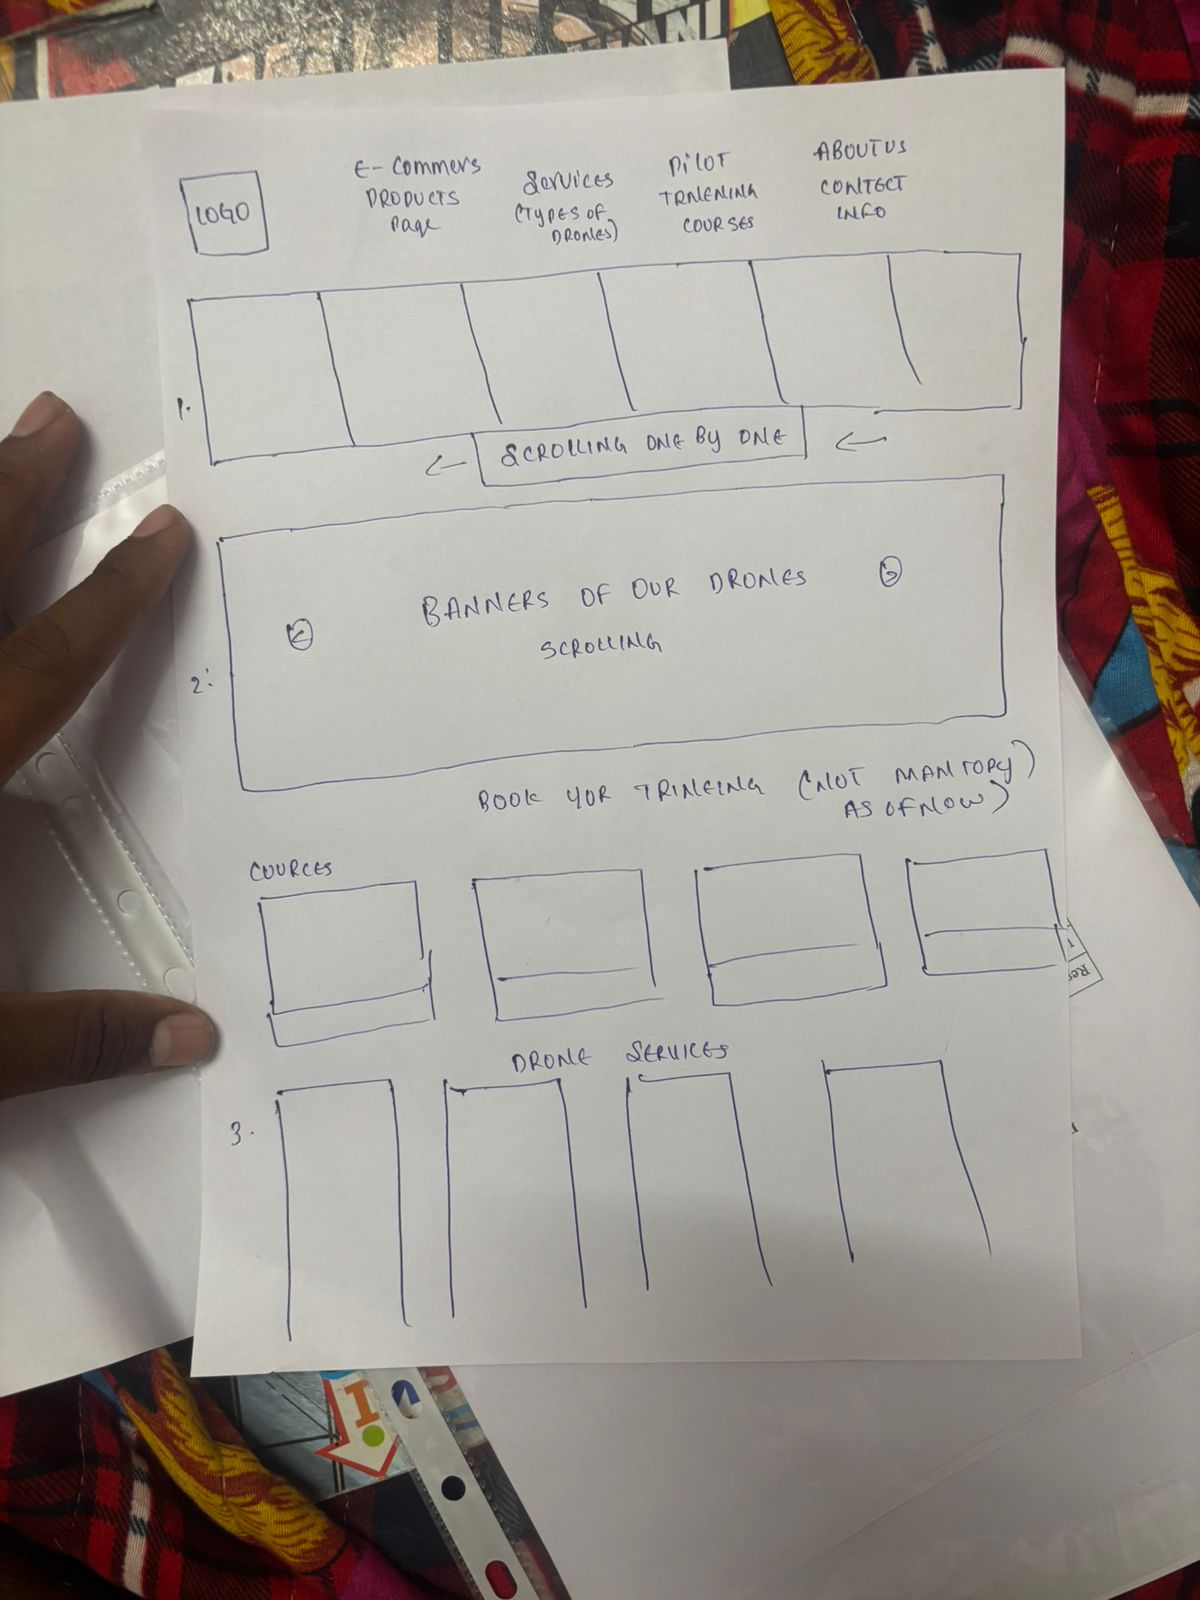 LOGO
E-Commers
PRODUCTS
Page
Services
(TYPES OF
DRONES)
PILOT
TRNENING
COURSES
ABOUT US
CONTECT
INFO
1.
SCROLLING ONE BY ONE
2:
BANNERS OF OUR DRONES
SCROLLING
BOOK YOR TRINEING (NOT MANTORY)
AS OF NOW)
COURCES
DRONE SERVICES
3.